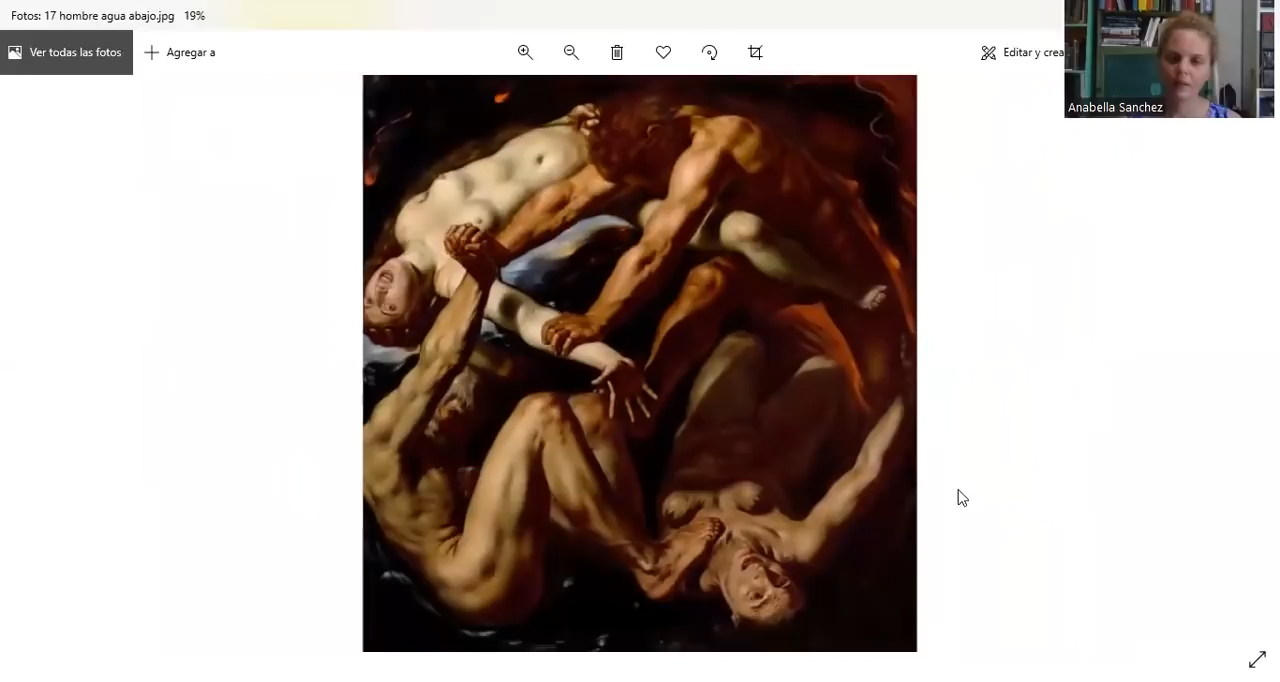 Fotos: 17 hombre agua abajo.jpg 19%
Ver todas las fotos
Agregar a
Editar y crea
Anabella Sanchez